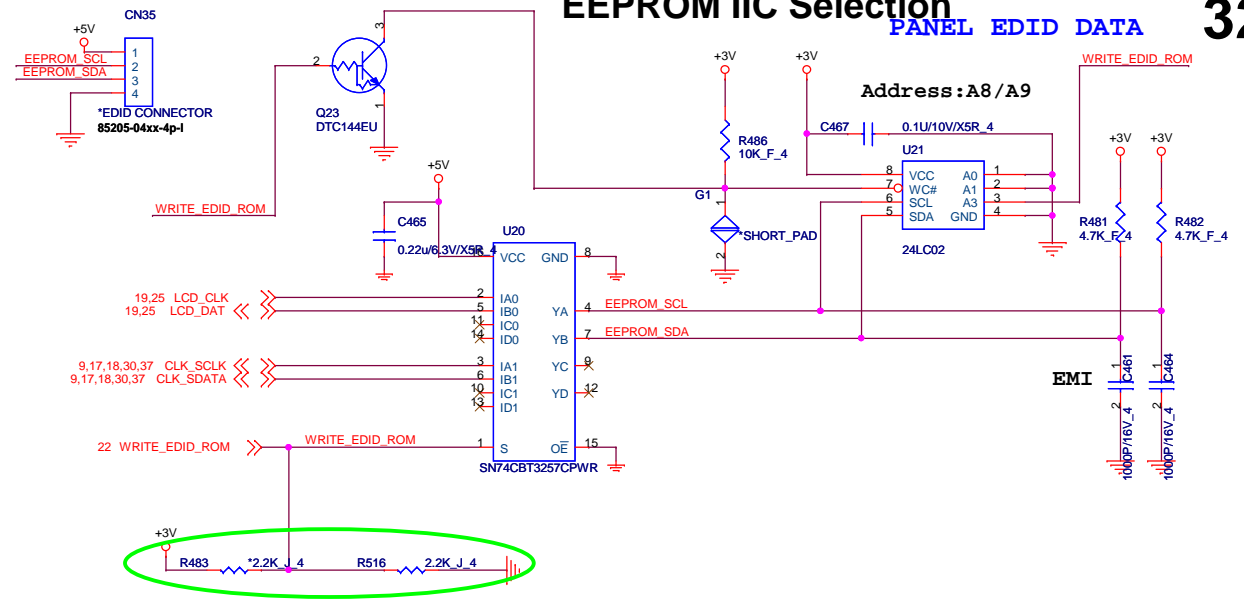 EEPROM IIC Selection
PANEL EDID DATA
32
CN35
+5V
EEPROM_SCL
EEPROM_SDA
1
2
3
4
*EDID CONNECTOR
85205-04xx-4p-l
3
2
1
Q23
DTC144EU
WRITE_EDID_ROM
+5V
C465
0.22u/6.3V/X5R_4
+3V
R486
10K_F_4
G1
1
*SHORT_PAD
2
+3V
Address:A8/A9
WRITE_EDID_ROM
C467
0.1U/10V/X5R_4
U21
8 VCC A0 1
7 WC# A1 2
6 SCL A3 3
5 SDA GND 4
24LC02
+3V
+3V
R481
4.7K_F_4
R482
4.7K_F_4
U20
16 VCC GND 8
19,25 LCD_CLK
2 IA0
19,25 LCD_DAT
5 IB0 YA 4 EEPROM_SCL
11 IC0
14 ID0 YB 7 EEPROM_SDA
9,17,18,30,37 CLK_SCLK
3 IA1 YC 9
9,17,18,30,37 CLK_SDATA
6 IB1
10 IC1 YD 12
13 ID1
22 WRITE_EDID_ROM
WRITE_EDID_ROM
1 S OE 15
SN74CBT3257CPWR
EMI
1
2
C461
1000P/16V_4
1
2
C464
1000P/16V_4
+3V
R483
*2.2K_J_4
R516
2.2K_J_4